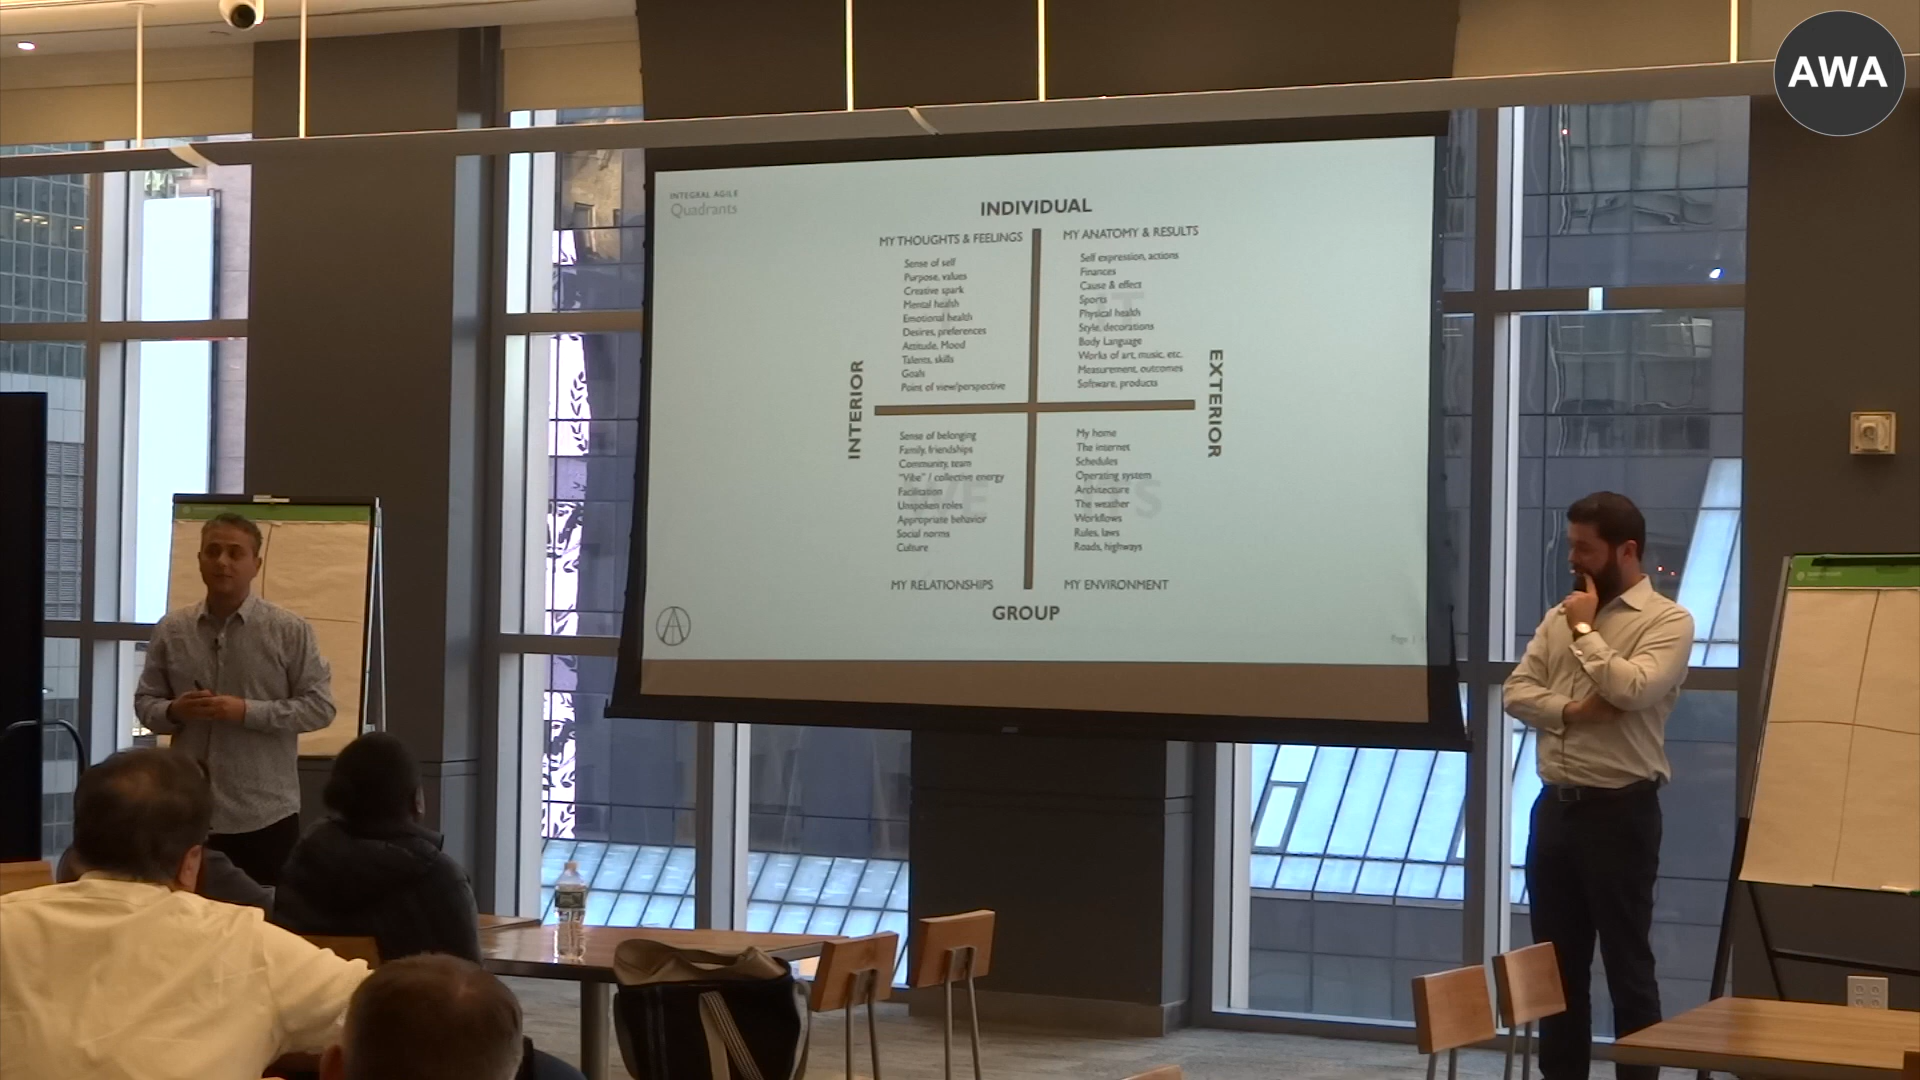 AWA
INTEGRAL AGILE
Quadrants
INDIVIDUAL
MY THOUGHTS & FEELINGS
Sense of self
Purpose, values
Creative spark
Mental health
Emotional health
Desires, preferences
Attitude, Mood
Talents, skills
Goals
Point of view/perspective
MY ANATOMY & RESULTS
Self expression, actions
Finances
Cause & effect
Sports
Physical health
Style, decorations
Body Language
Works of art, music, etc.
Measurement, outcomes
Software, products
INTERIOR
EXTERIOR
Sense of belonging
Family, friendships
Community, team
"Vibe" / collective energy
Facilitation
Unspoken roles
Appropriate behavior
Social norms
Culture
MY RELATIONSHIPS
My home
The internet
Schedules
Operating system
Architecture
The weather
Workflows
Rules, laws
Roads, highways
MY ENVIRONMENT
GROUP
Page